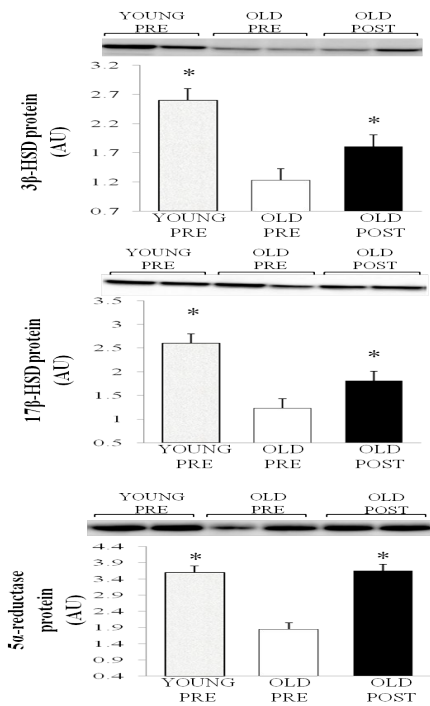 YOUNG OLD OLD
PRE PRE POST
3.2
2.7
2.2
1.7
1.2
0.7
3β-HSD protein
(AU)
* *
YOUNG OLD OLD
PRE PRE POST
YOUNG OLD OLD
PRE PRE POST
3.5
3
2.5
2
1.5
1
0.5
17β-HSD protein
(AU)
* *
YOUNG OLD OLD
PRE PRE POST
YOUNG OLD OLD
PRE PRE POST
4.4
3.9
3.4
2.9
2.4
1.9
1.4
0.9
0.4
5α-reductase
protein
(AU)
* *
YOUNG OLD OLD
PRE PRE POST